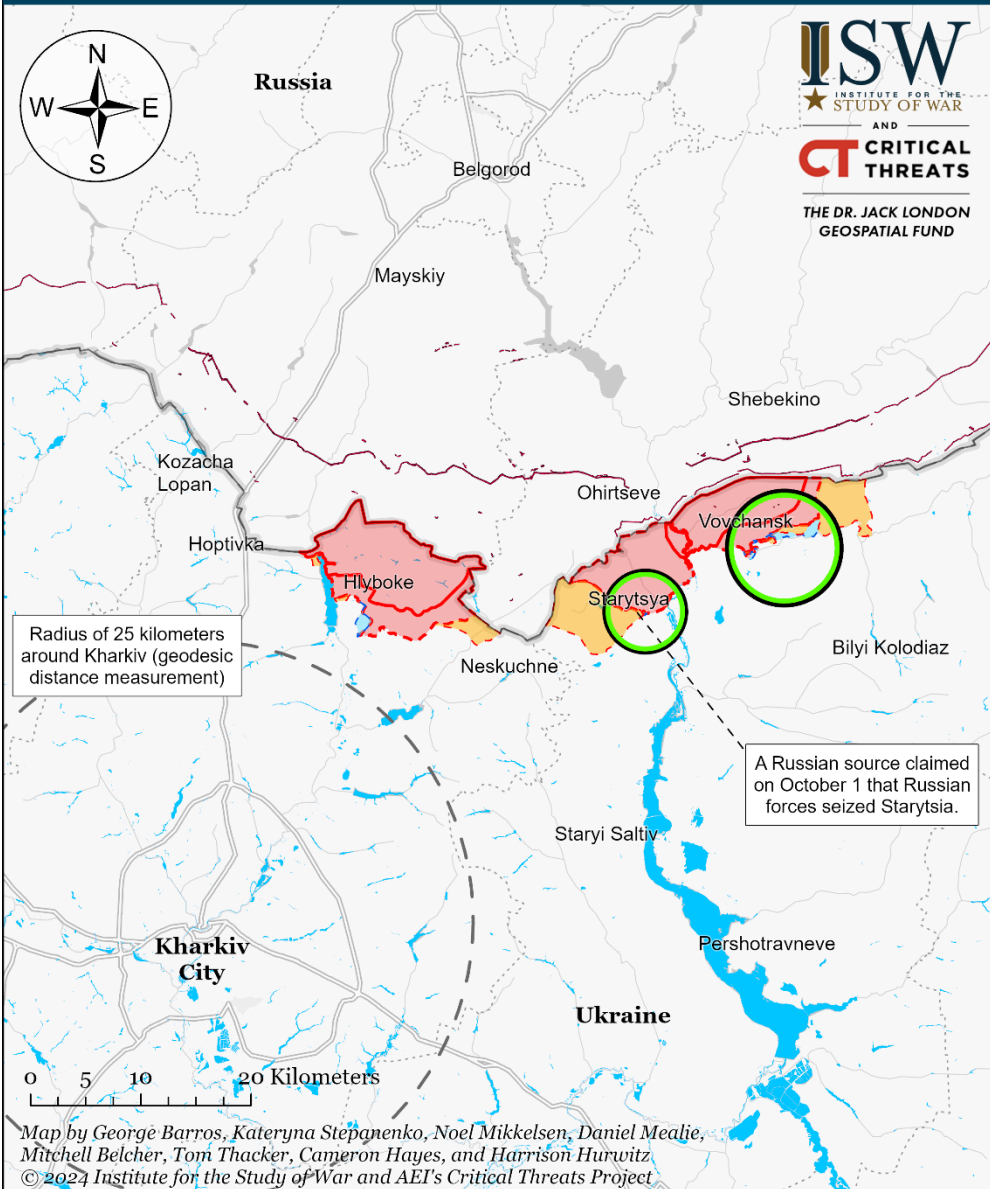 N
W E
S
Russia
ISW
INSTITUTE FOR THE
STUDY OF WAR
AND
CT CRITICAL
THREATS
THE DR. JACK LONDON
GEOSPATIAL FUND
Belgorod
Mayskiy
Shebekino
Kozacha
Lopan
Ohirtseve
Vovchansk
Hoptivka
Hlyboke
Starytsya
Radius of 25 kilometers
around Kharkiv (geodesic
distance measurement)
Neskuchne
Bilyi Kolodiaz
A Russian source claimed
on October 1 that Russian
forces seized Starytsia.
Staryi Saltiv
Pershotravneve
Kharkiv
City
Ukraine
0 5 10 20 Kilometers
Map by George Barros, Kateryna Stepanenko, Noel Mikkelsen, Daniel Mealie,
Mitchell Belcher, Tom Thacker, Cameron Hayes, and Harrison Hurwitz
© 2024 Institute for the Study of War and AEI's Critical Threats Project